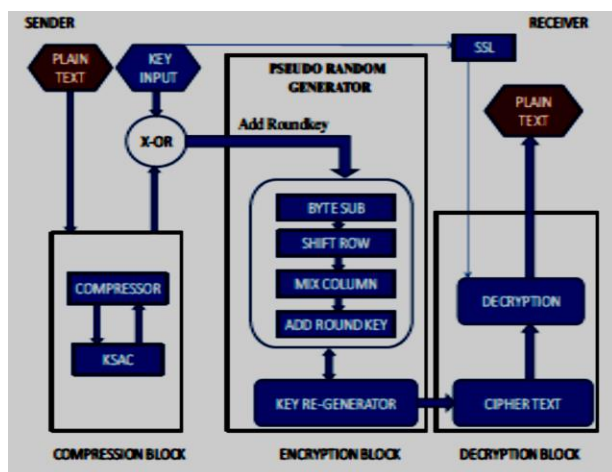 SENDER
RECEIVER
PLAIN
TEXT
KEY
INPUT
SSL
PSEUDO RANDOM
GENERATOR
PLAIN
TEXT
Add Roundkey
X-OR
BYTE SUB
SHIFT ROW
MIX COLUMN
ADD ROUND KEY
COMPRESSOR
KSAC
DECRYPTION
KEY RE-GENERATOR
CIPHER TEXT
COMPRESSION BLOCK
ENCRYPTION BLOCK
DECRYPTION BLOCK